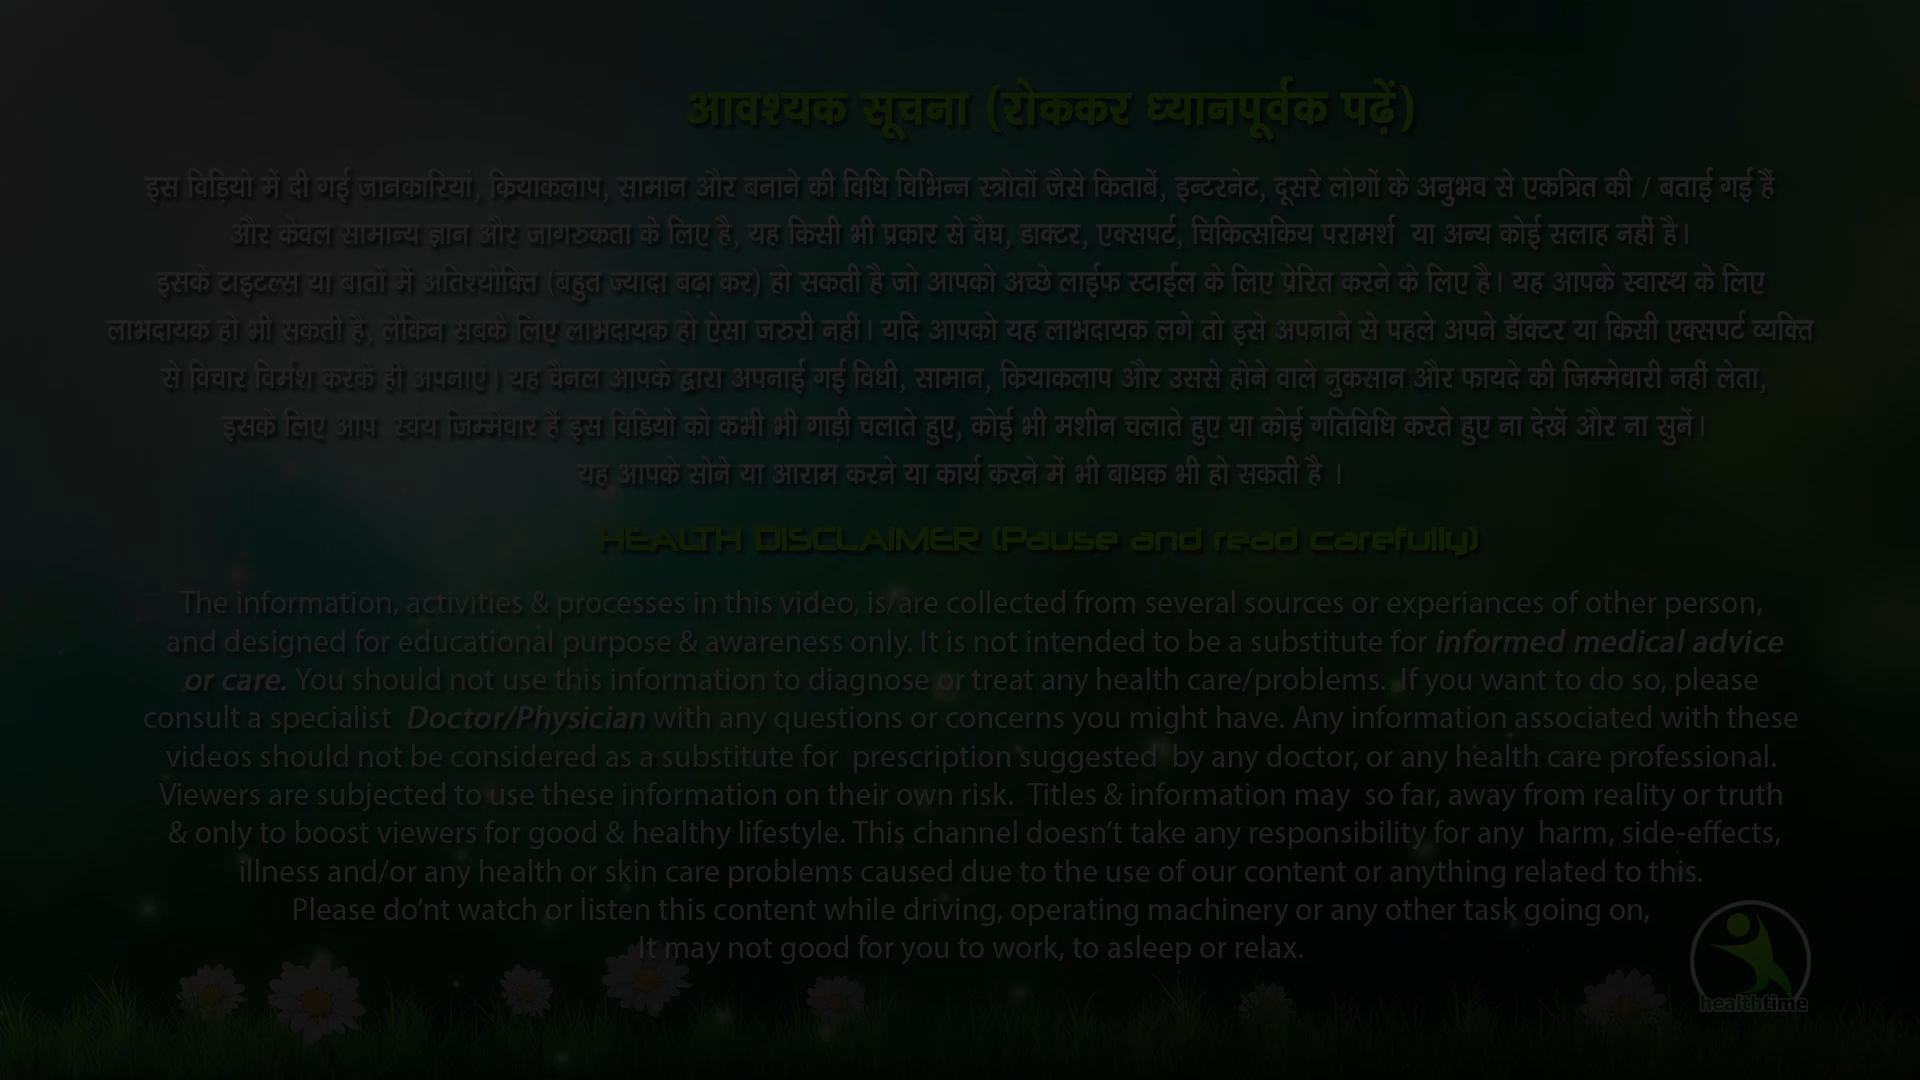 आवश्यक सूचना (रोककर ध्यानपूर्वक पढ़ें)
इस विडियो में दी गई जानकारियां, क्रियाकलाप, सामान और बनाने की विधि विभिन्न स्त्रोतों जैसे किताबें, इन्टरनेट, दूसरे लोगों के अनुभव से एकत्रित की / बताई गई हैं
और केवल सामान्य ज्ञान और जागरुकता के लिए है, यह किसी भी प्रकार से वैघ, डाक्टर, एक्सपर्ट, चिकित्सकिय परामर्श या अन्य कोई सलाह नहीं है।
इसके टाइटल्स या बातों में अतिश्योक्ति (बहुत ज्यादा बढ़ा कर) हो सकती है जो आपको अच्छे लाईफ स्टाईल के लिए प्रेरित करने के लिए है। यह आपके स्वास्थ के लिए
लाभदायक हो भी सकती है, लेकिन सबके लिए लाभदायक हो ऐसा जरुरी नहीं। यदि आपको यह लाभदायक लगे तो इसे अपनाने से पहले अपने डॉक्टर या किसी एक्सपर्ट व्यक्ति
से विचार विर्मश करके ही अपनाएं। यह चैनल आपके द्वारा अपनाई गई विधी, सामान, कियाकलाप और उससे होने वाले नुकसान और फायदे की जिम्मेवारी नहीं लेता,
इसके लिए आप स्वंय जिम्मेवार हैं इस विडियो को कभी भी गाड़ी चलाते हुए, कोई भी मशीन चलाते हुए या कोई गतिविधि करते हुए ना देखें और ना सुनें।
यह आपके सोने या आराम करने या कार्य करने में भी बाधक भी हो सकती है ।
HEALTH DISCLAIMER (Pause and read carefully)
The information, activities & processes in this video, is/are collected from several sources or experiances of other person,
and designed for educational purpose & awareness only. It is not intended to be a substitute for informed medical advice
or care. You should not use this information to diagnose or treat any health care/problems. If you want to do so, please
consult a specialist Doctor/Physician with any questions or concerns you might have. Any information associated with these
videos should not be considered as a substitute for prescription suggested by any doctor, or any health care professional.
Viewers are subjected to use these information on their own risk. Titles & information may so far, away from reality or truth
& only to boost viewers for good & healthy lifestyle. This channel doesn't take any responsibility for any harm, side-effects,
illness and/or any health or skin care problems caused due to the use of our content or anything related to this.
Please do'nt watch or listen this content while driving, operating machinery or any other task going on,
It may not good for you to work, to asleep or relax.
healthtime